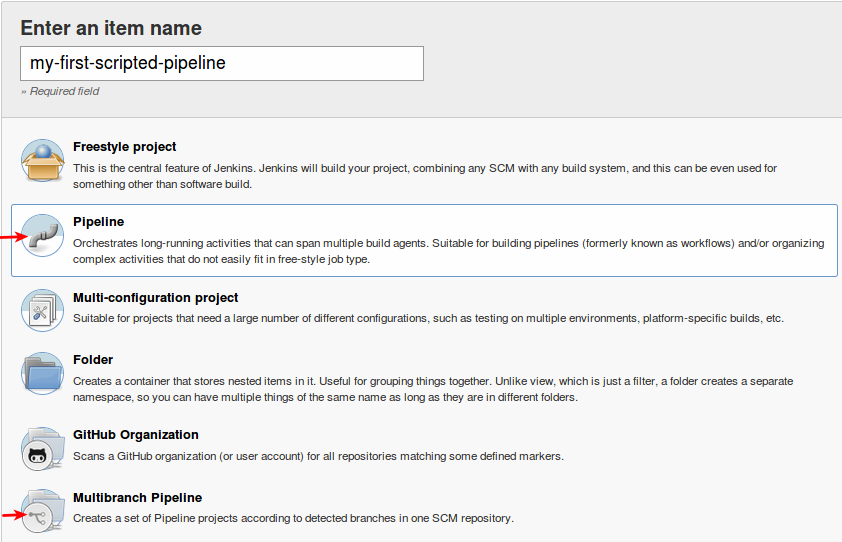 Enter an item name
my-first-scripted-pipeline
» Required field
Freestyle project
This is the central feature of Jenkins. Jenkins will build your project, combining any SCM with any build system, and this can be even used for
something other than software build.
Pipeline
Orchestrates long-running activities that can span multiple build agents. Suitable for building pipelines (formerly known as workflows) and/or organizing
complex activities that do not easily fit in free-style job type.
Multi-configuration project
Suitable for projects that need a large number of different configurations, such as testing on multiple environments, platform-specific builds, etc.
Folder
Creates a container that stores nested items in it. Useful for grouping things together. Unlike view, which is just a filter, a folder creates a separate
namespace, so you can have multiple things of the same name as long as they are in different folders.
GitHub Organization
Scans a GitHub organization (or user account) for all repositories matching some defined markers.
Multibranch Pipeline
Creates a set of Pipeline projects according to detected branches in one SCM repository.